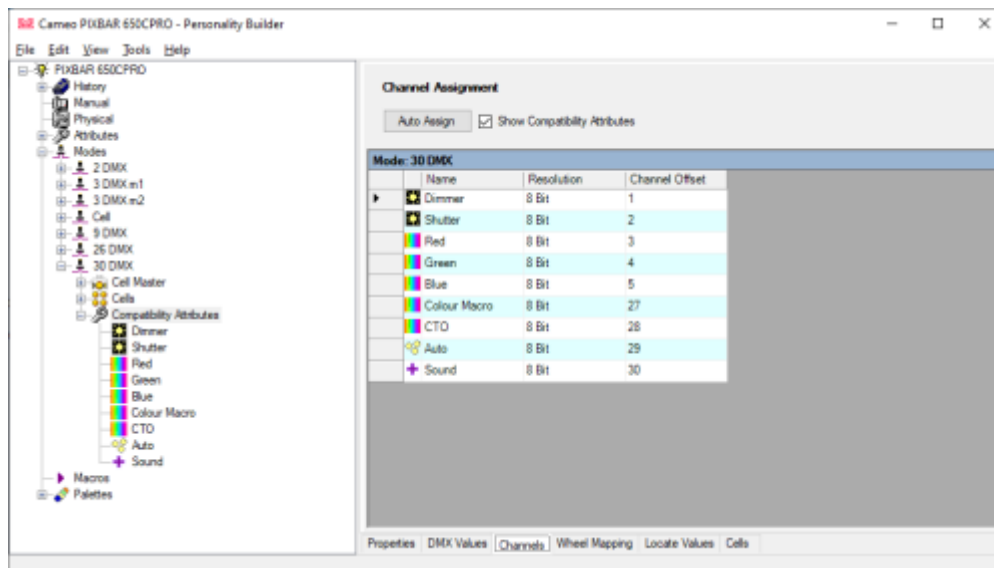 Cameo PIXBAR 650CPRO - Personality Builder
File Edit View Tools Help
PIXBAR 650CPRO
History
Manual
Physical
Attributes
Modes
2 DMX
3 DMX m1
3 DMX m2
Cell
9 DMX
26 DMX
30 DMX
Cell Master
Cells
Compatibility Attributes
Dimmer
Shutter
Red
Green
Blue
Colour Macro
CTO
Auto
Sound
Macros
Palettes
Channel Assignment
Auto Assign Show Compatibility Attributes
Mode: 30 DMX
Name Resolution Channel Offset
Dimmer 8 Bit 1
Shutter 8 Bit 2
Red 8 Bit 3
Green 8 Bit 4
Blue 8 Bit 5
Colour Macro 8 Bit 27
CTO 8 Bit 28
Auto 8 Bit 29
Sound 8 Bit 30
Properties DMX Values Channels Wheel Mapping Locate Values Cells